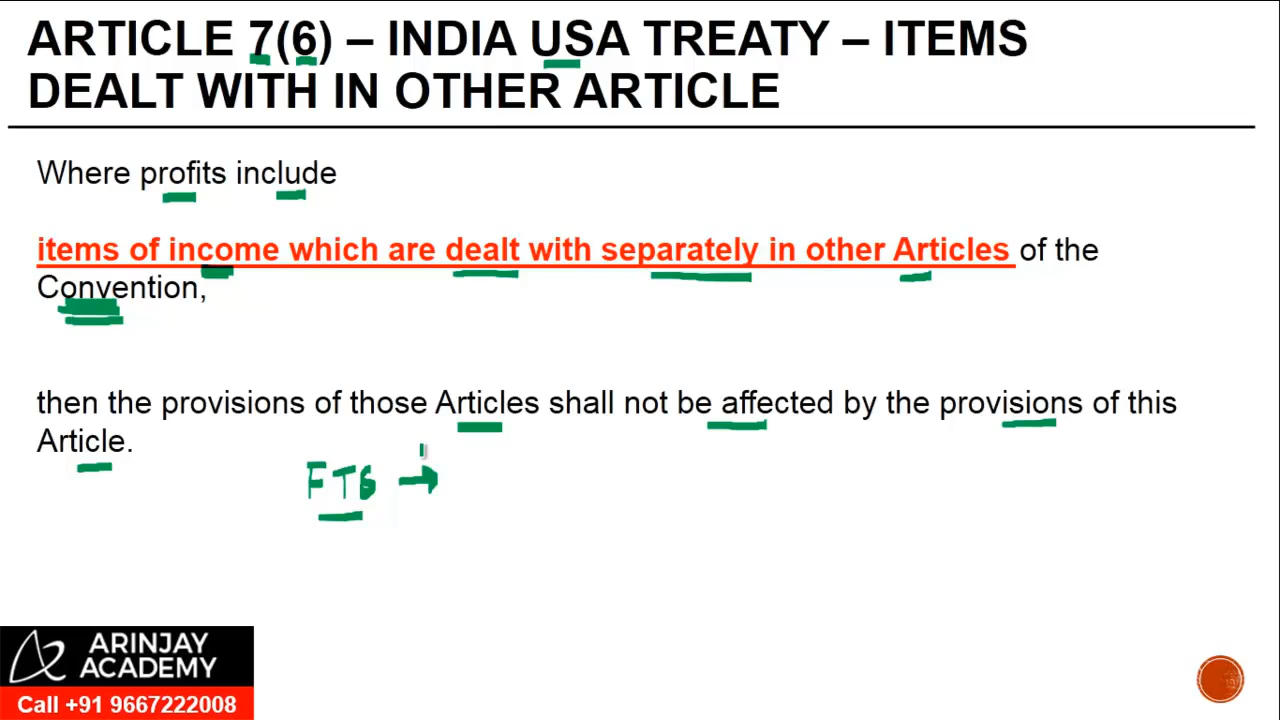 ARTICLE 7(6) – INDIA USA TREATY – ITEMS
DEALT WITH IN OTHER ARTICLE
Where profits include
items of income which are dealt with separately in other Articles of the
Convention,
then the provisions of those Articles shall not be affected by the provisions of this
Article.
FTS →
ARINJAY
ACADEMY
Call +91 9667222008